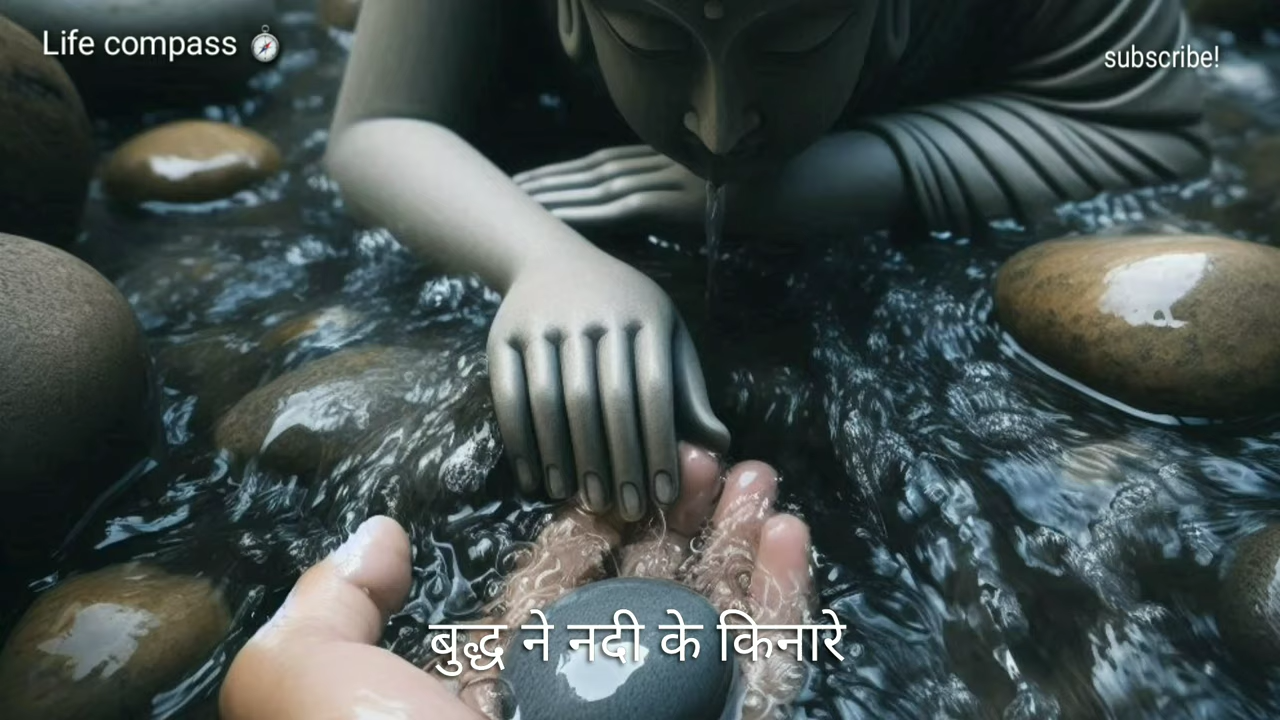 Life compass 🧭
subscribe!
बुद्ध ने नदी के किनारे